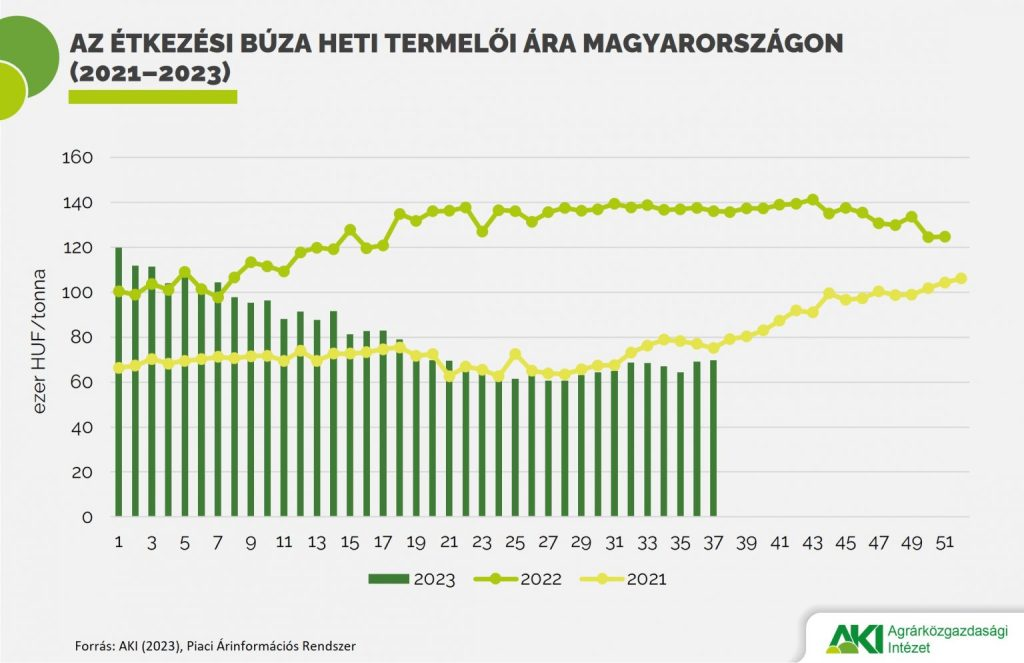 AZ ÉTKEZÉSI BÚZA HETI TERMELŐI ÁRA MAGYARORSZÁGON
(2021–2023)
ezer HUF/tonna
160
140
120
100
80
60
40
20
0
1 3 5 7 9 11 13 15 17 19 21 23 25 27 29 31 33 35 37 39 41 43 45 47 49 51
2023 2022 2021
Forrás: AKI (2023), Piaci Árinformációs Rendszer
AKI Agrárközgazdasági
Intézet